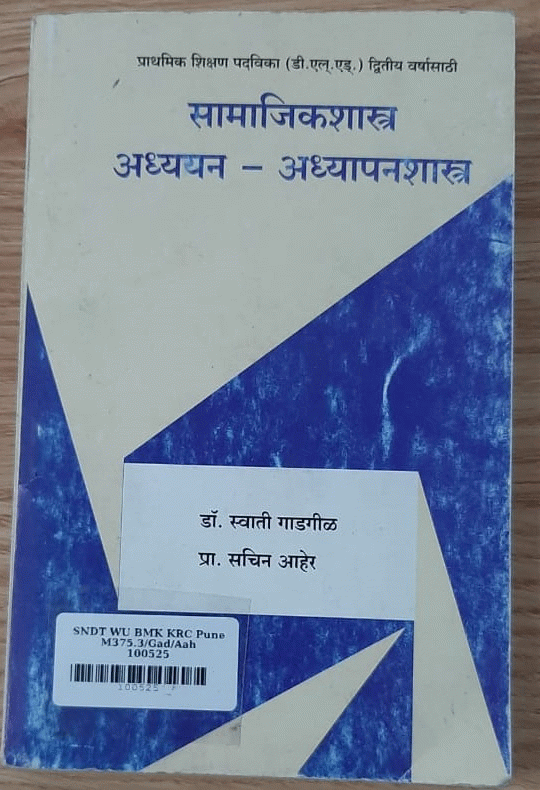 प्राथमिक शिक्षण पदविका (डी.एल्.एड्.) द्वितीय वर्षासाठी
सामाजिकशास्त्र
अध्ययन – अध्यापनशास्त्र
डॉ. स्वाती गाडगीळ
प्रा. सचिन आहेर
SNDT WU BMK KRC Pune
M375.3/Gad/Aah
100525
100525